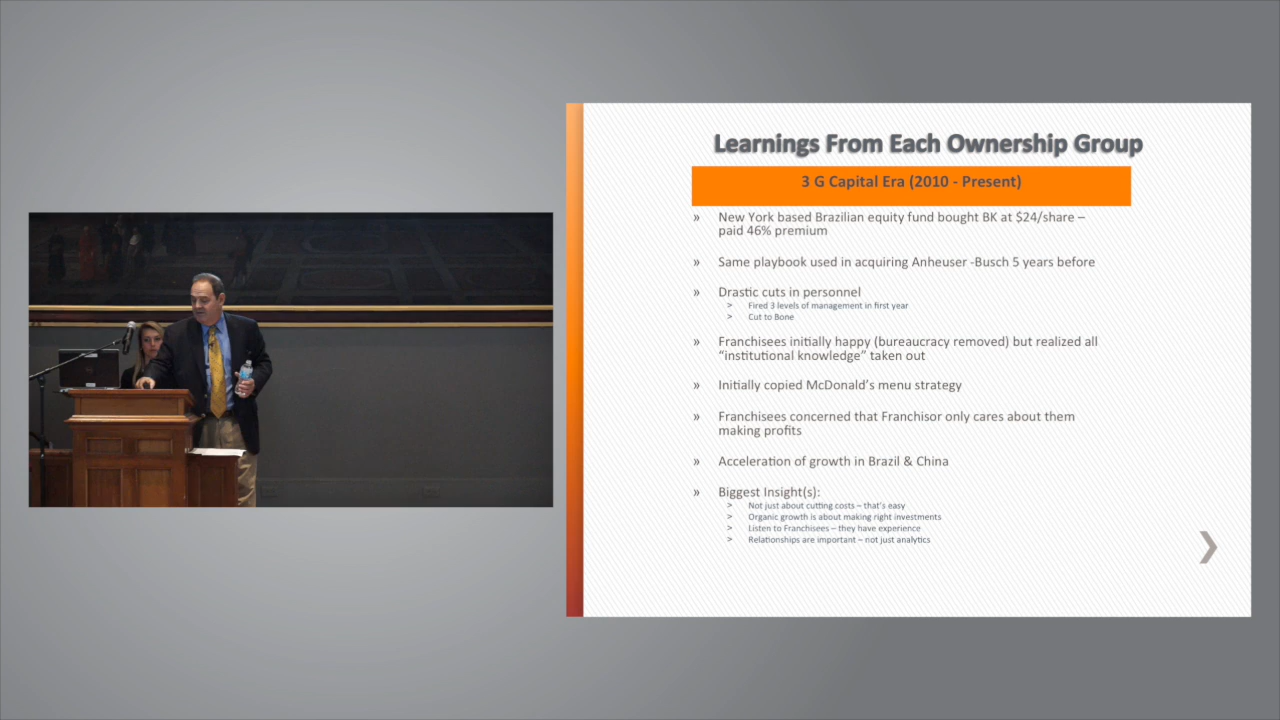 Learnings From Each Ownership Group
3 G Capital Era (2010 - Present)
» New York based Brazilian equity fund bought BK at $24/share –
paid 46% premium
» Same playbook used in acquiring Anheuser -Busch 5 years before
» Drastic cuts in personnel
> Fired 3 levels of management in first year
> Cut to Bone
» Franchisees initially happy (bureaucracy removed) but realized all
“institutional knowledge” taken out
» Initially copied McDonald’s menu strategy
» Franchisees concerned that Franchisor only cares about them
making profits
» Acceleration of growth in Brazil & China
» Biggest Insight(s):
> Not just about cutting costs – that’s easy
> Organic growth is about making right investments
> Listen to Franchisees – they have experience
> Relationships are important – not just analytics